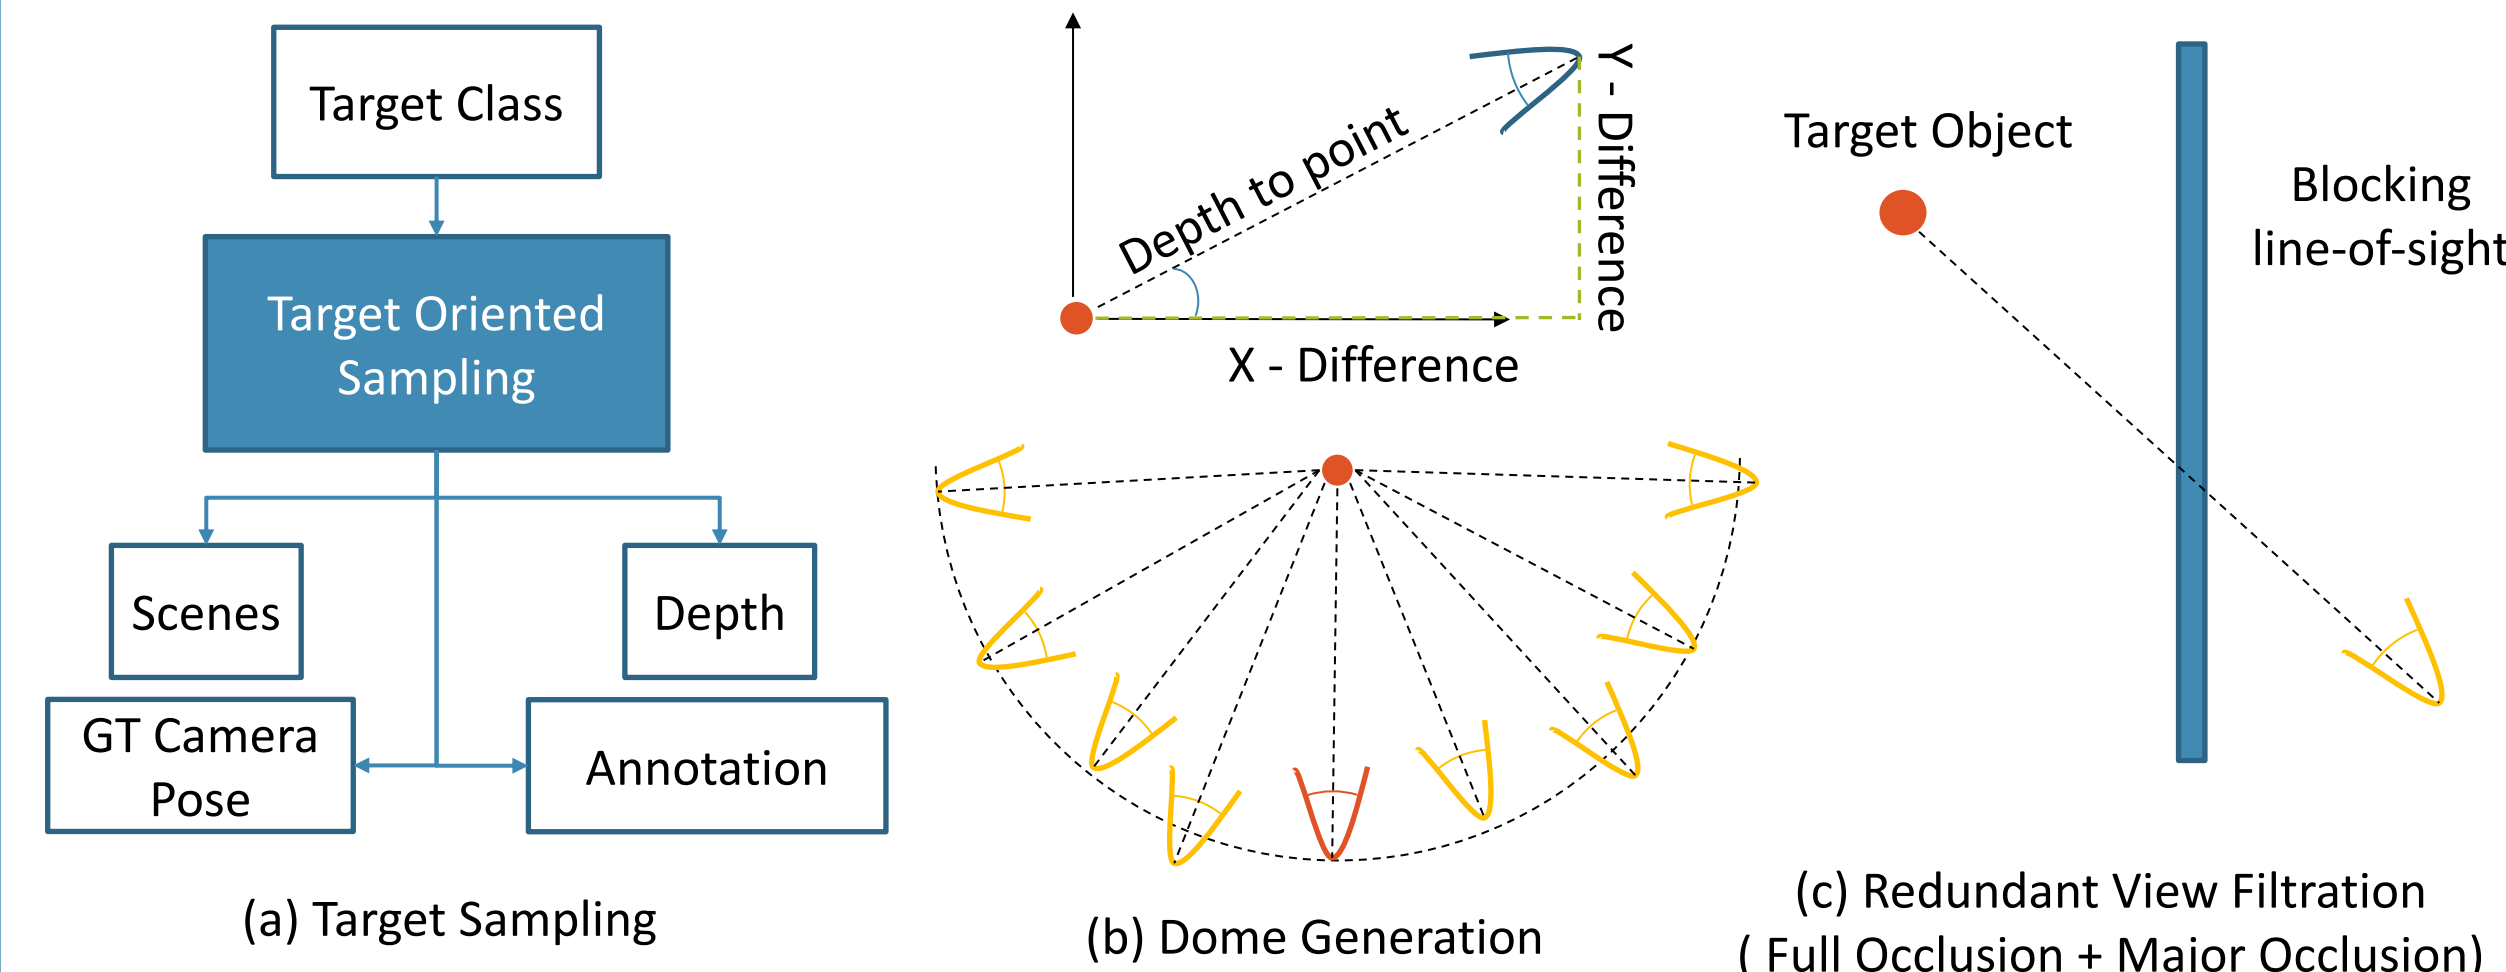 Target Class
Target Oriented
Sampling
Scenes
Depth
GT Camera
Pose
Annotation
(a) Target Sampling
Depth to point
Y - Difference
X - Difference
(b) Dome Generation
Target Object
Blocking
line-of-sight
(c) Redundant View Filtration
( Full Occlusion + Major Occlusion)